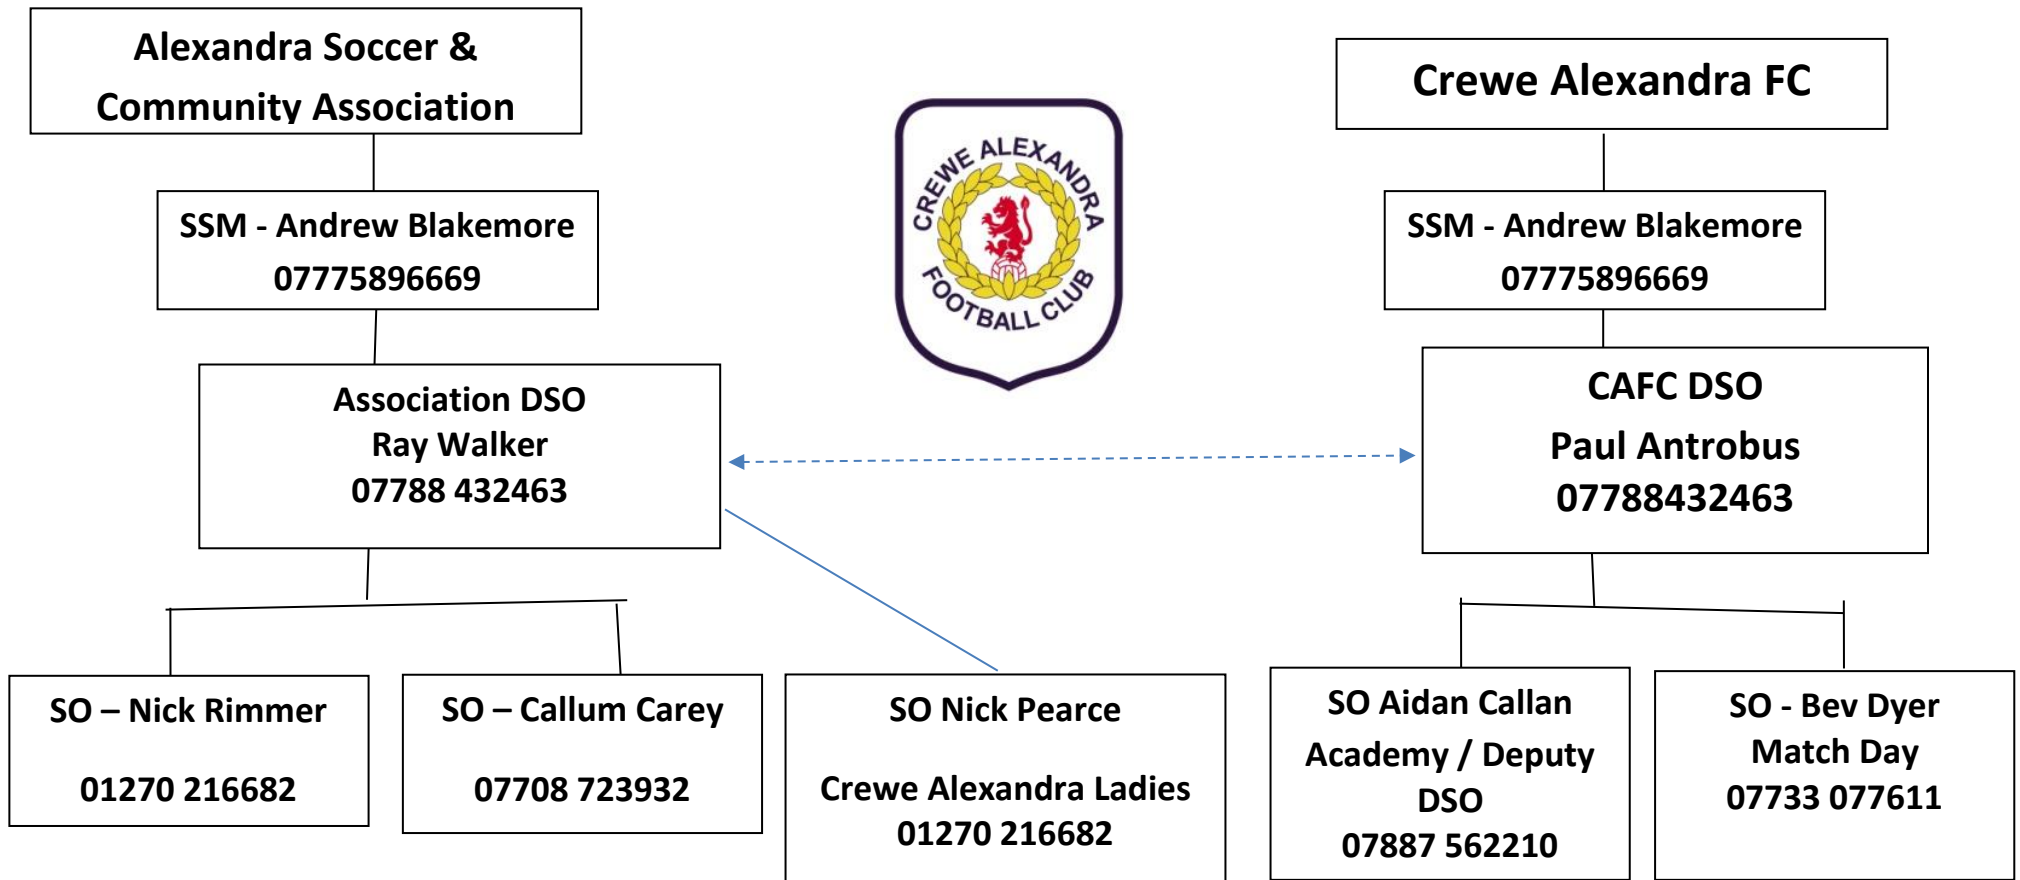 Alexandra Soccer &
Community Association
Crewe Alexandra FC
CREWE ALEXANDRA
FOOTBALL CLUB
SSM - Andrew Blakemore
07775896669
SSM - Andrew Blakemore
07775896669
Association DSO
Ray Walker
07788 432463
CAFC DSO
Paul Antrobus
07788432463
SO – Nick Rimmer
01270 216682
SO – Callum Carey
07708 723932
SO Nick Pearce
Crewe Alexandra Ladies
01270 216682
SO Aidan Callan
Academy / Deputy
DSO
07887 562210
SO - Bev Dyer
Match Day
07733 077611